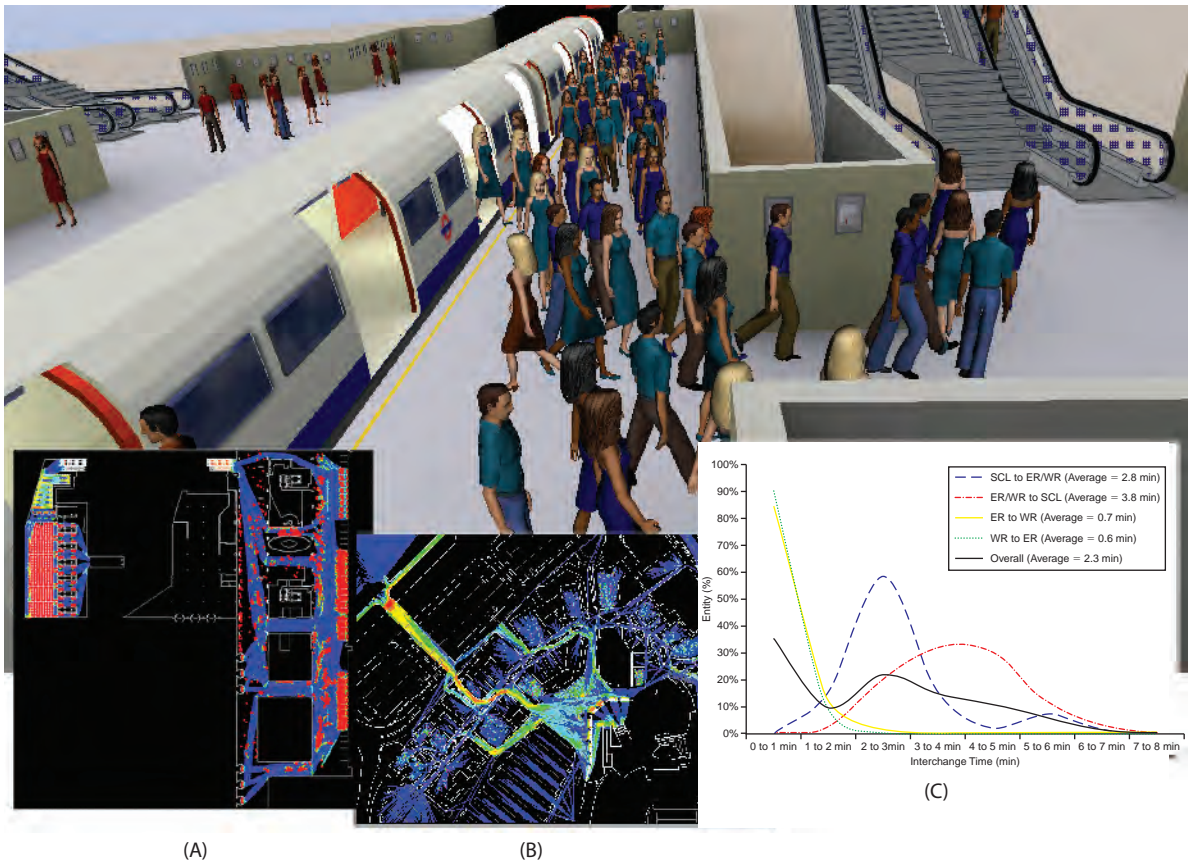 100%
90%
80%
70%
60%
50%
40%
30%
20%
10%
0%
Entity (%)
SCL to ER/WR (Average = 2.8 min)
ER/WR to SCL (Average = 3.8 min)
ER to WR (Average = 0.7 min)
WR to ER (Average = 0.6 min)
Overall (Average = 2.3 min)
0 to 1 min 1 to 2 min 2 to 3min 3 to 4 min 4 to 5 min 5 to 6 min 6 to 7 min 7 to 8 min
Interchange Time (min)
(C)
(A) (B)